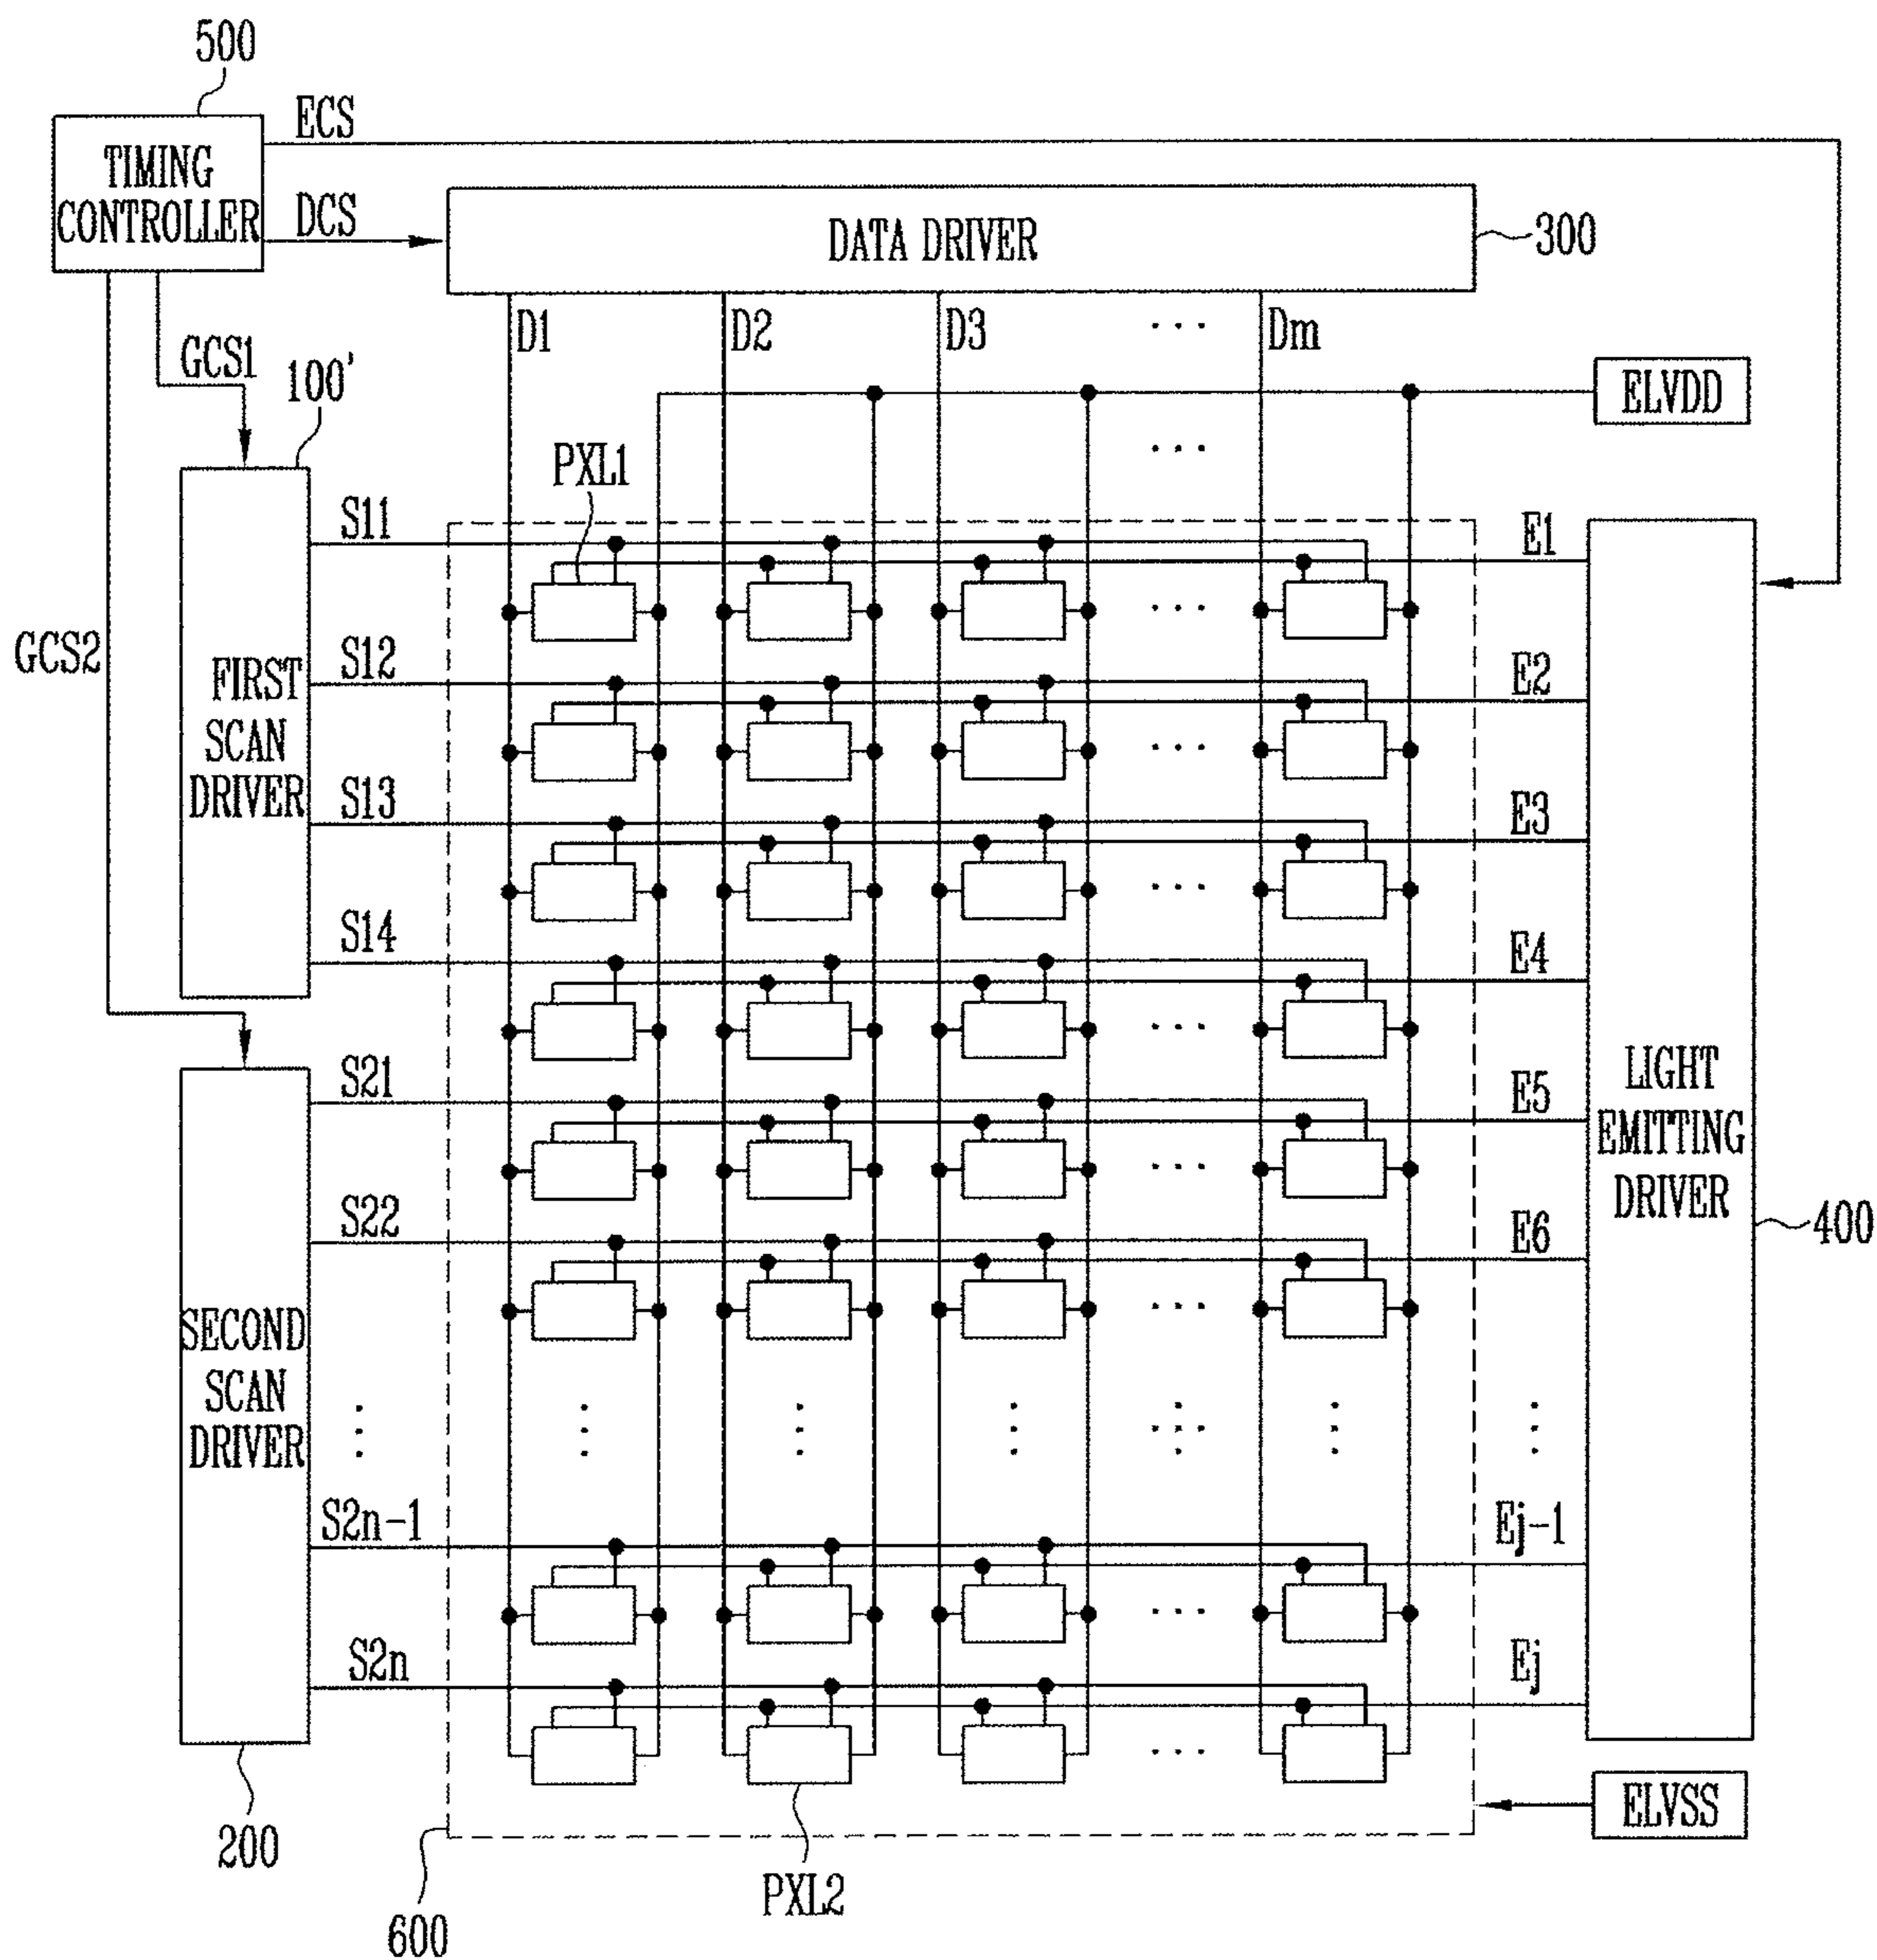 500
ECS
TIMING
CONTROLLER
DCS
DATA DRIVER
300
D1
D2
D3
...
Dm
GCS1
100'
ELVDD
...
PXL1
S11
E1
...
GCS2
S12
E2
FIRST
SCAN
DRIVER
...
S13
E3
...
S14
E4
...
S21
E5
LIGHT
EMITTING
DRIVER
...
S22
E6
400
...
SECOND
SCAN
DRIVER
S2n-1
Ej-1
...
S2n
Ej
...
200
ELVSS
PXL2
600